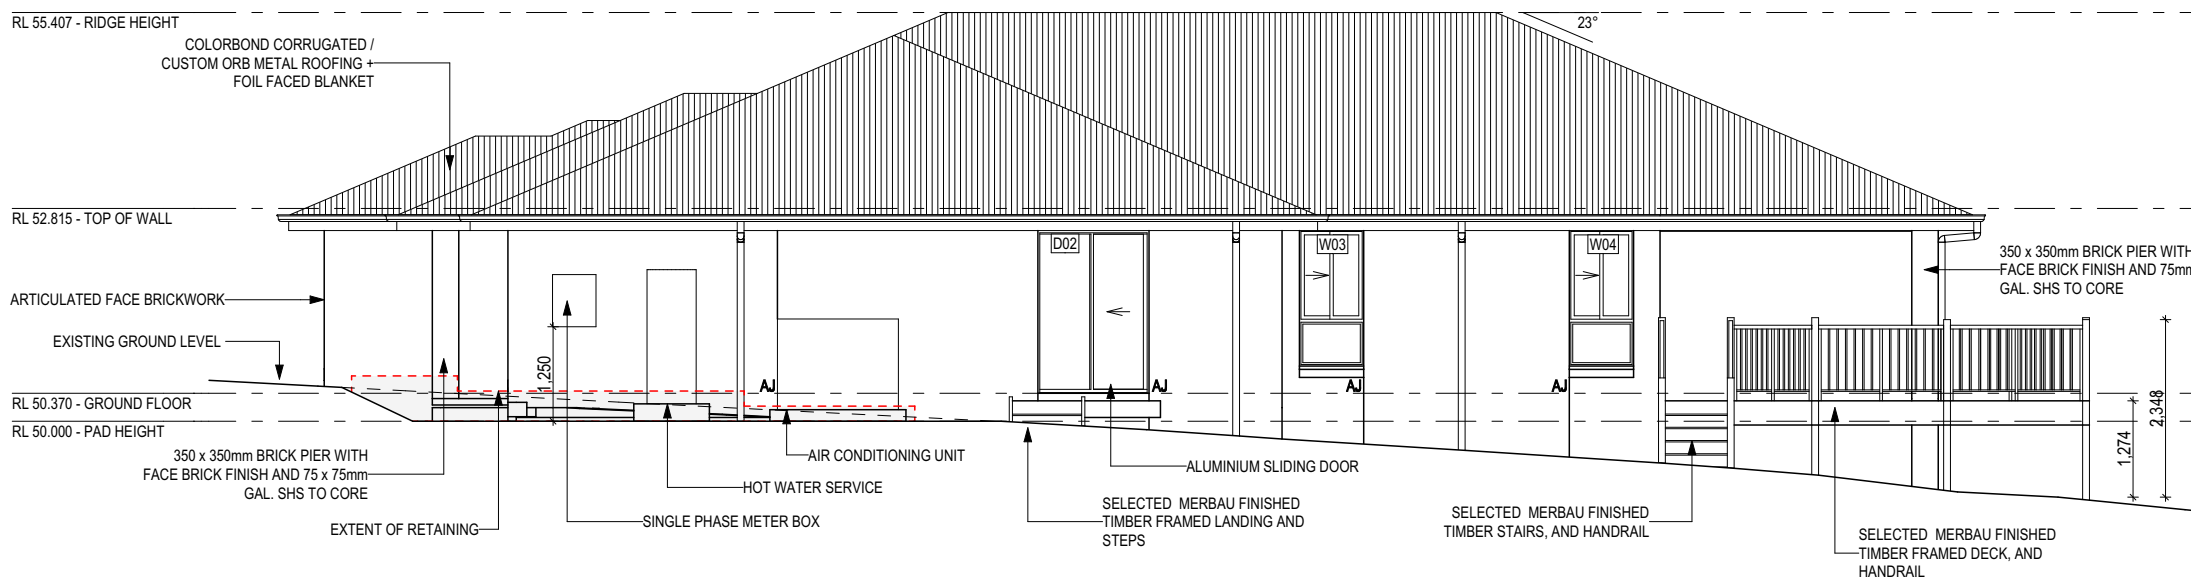 RL 55.407 - RIDGE HEIGHT
23°
COLORBOND CORRUGATED /
CUSTOM ORB METAL ROOFING +
FOIL FACED BLANKET
RL 52.815 - TOP OF WALL
D02
W03
W04
350 x 350mm BRICK PIER WITH
FACE BRICK FINISH AND 75mm
GAL. SHS TO CORE
ARTICULATED FACE BRICKWORK
EXISTING GROUND LEVEL
1,250
AJ
AJ
AJ
AJ
RL 50.370 - GROUND FLOOR
RL 50.000 - PAD HEIGHT
1,274
2,348
350 x 350mm BRICK PIER WITH
FACE BRICK FINISH AND 75 x 75mm
GAL. SHS TO CORE
AIR CONDITIONING UNIT
ALUMINIUM SLIDING DOOR
HOT WATER SERVICE
EXTENT OF RETAINING
SINGLE PHASE METER BOX
SELECTED MERBAU FINISHED
TIMBER FRAMED LANDING AND
STEPS
SELECTED MERBAU FINISHED
TIMBER STAIRS, AND HANDRAIL
SELECTED MERBAU FINISHED
TIMBER FRAMED DECK, AND
HANDRAIL